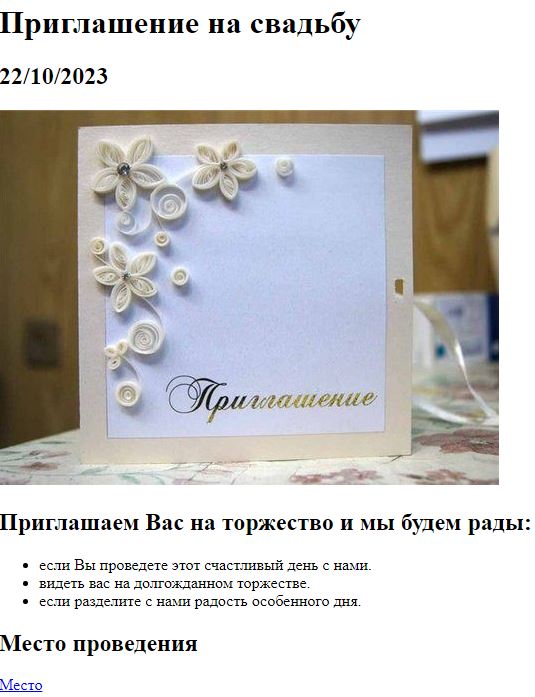 Приглашение на свадьбу
22/10/2023
Приглашение
Приглашаем Вас на торжество и мы будем рады:
если Вы проведете этот счастливый день с нами.
видеть вас на долгожданном торжестве.
если разделите с нами радость особенного дня.
Место проведения
Место